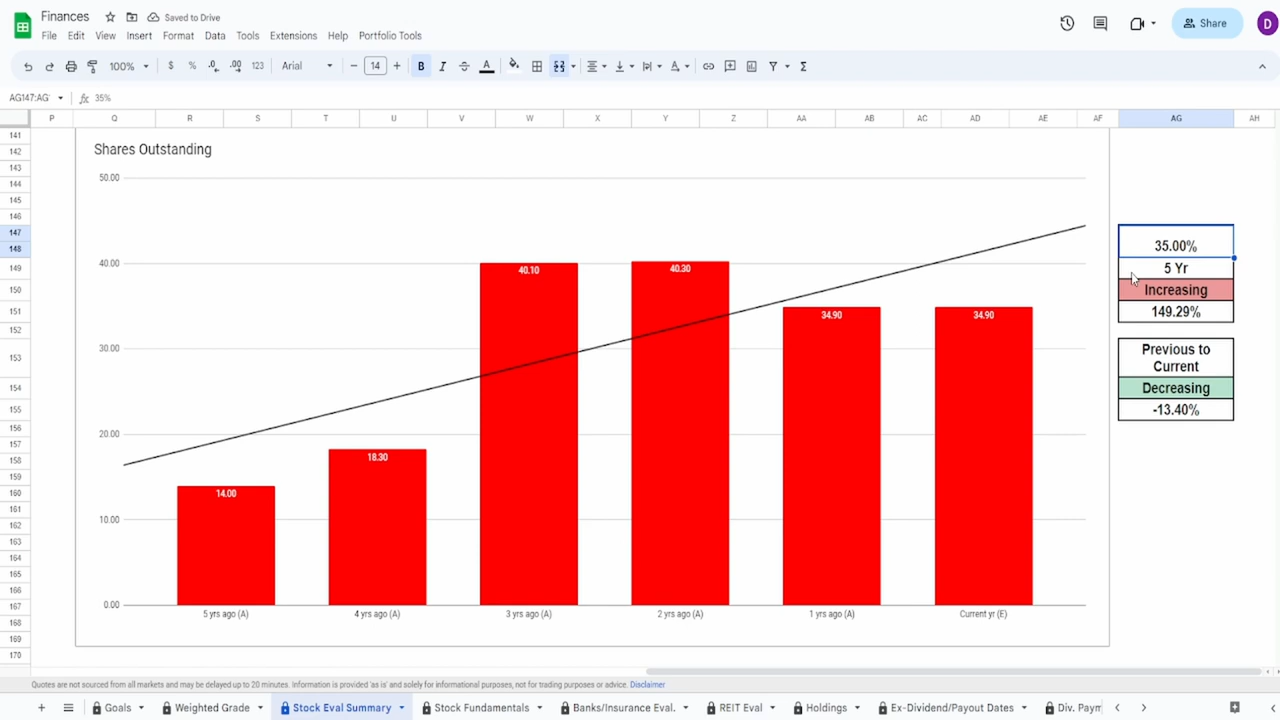 Finances
Saved to Drive
File Edit View Insert Format Data Tools Extensions Help Portfolio Tools
Share
D
100% $ % .0 .00 123 Arial − 14 + B I A
AG147:AG 35%
P Q R S T U V W X Y Z AA AB AC AD AE AF AG AH
141
142
143
144
145
146
147
148
149
150
151
152
153
154
155
156
157
158
159
160
161
162
163
164
165
166
167
168
169
170
Shares Outstanding
50.00
40.00
30.00
20.00
10.00
0.00
14.00
18.30
40.10
40.30
34.90
34.90
5 yrs ago (A) 4 yrs ago (A) 3 yrs ago (A) 2 yrs ago (A) 1 yrs ago (A) Current yr (E)
35.00%
5 Yr
Increasing
149.29%
Previous to
Current
Decreasing
-13.40%
Quotes are not sourced from all markets and may be delayed up to 20 minutes. Information is provided 'as is' and solely for informational purposes, not for trading purposes or advice. Disclaimer
Goals Weighted Grade Stock Eval Summary Stock Fundamentals Banks/Insurance Eval. REIT Eval Holdings Ex-Dividend/Payout Dates Div. Paym